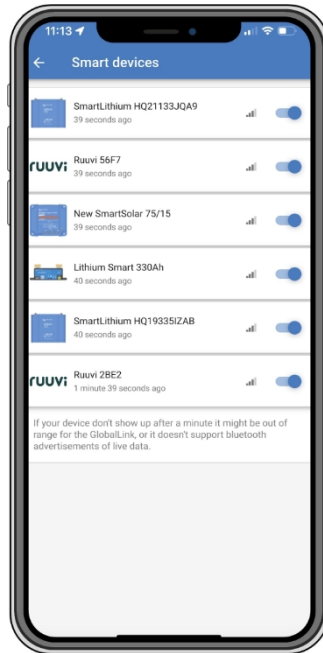 11:13
Smart devices
SmartLithium HQ21133JQA9
39 seconds ago
ruuvi
Ruuvi 56F7
39 seconds ago
New SmartSolar 75/15
39 seconds ago
Lithium Smart 330Ah
40 seconds ago
SmartLithium HQ19335IZAB
40 seconds ago
ruuvi
Ruuvi 2BE2
1 minute 39 seconds ago
If your device don't show up after a minute it might be out of
range for the GlobalLink, or it doesn't support bluetooth
advertisements of live data.